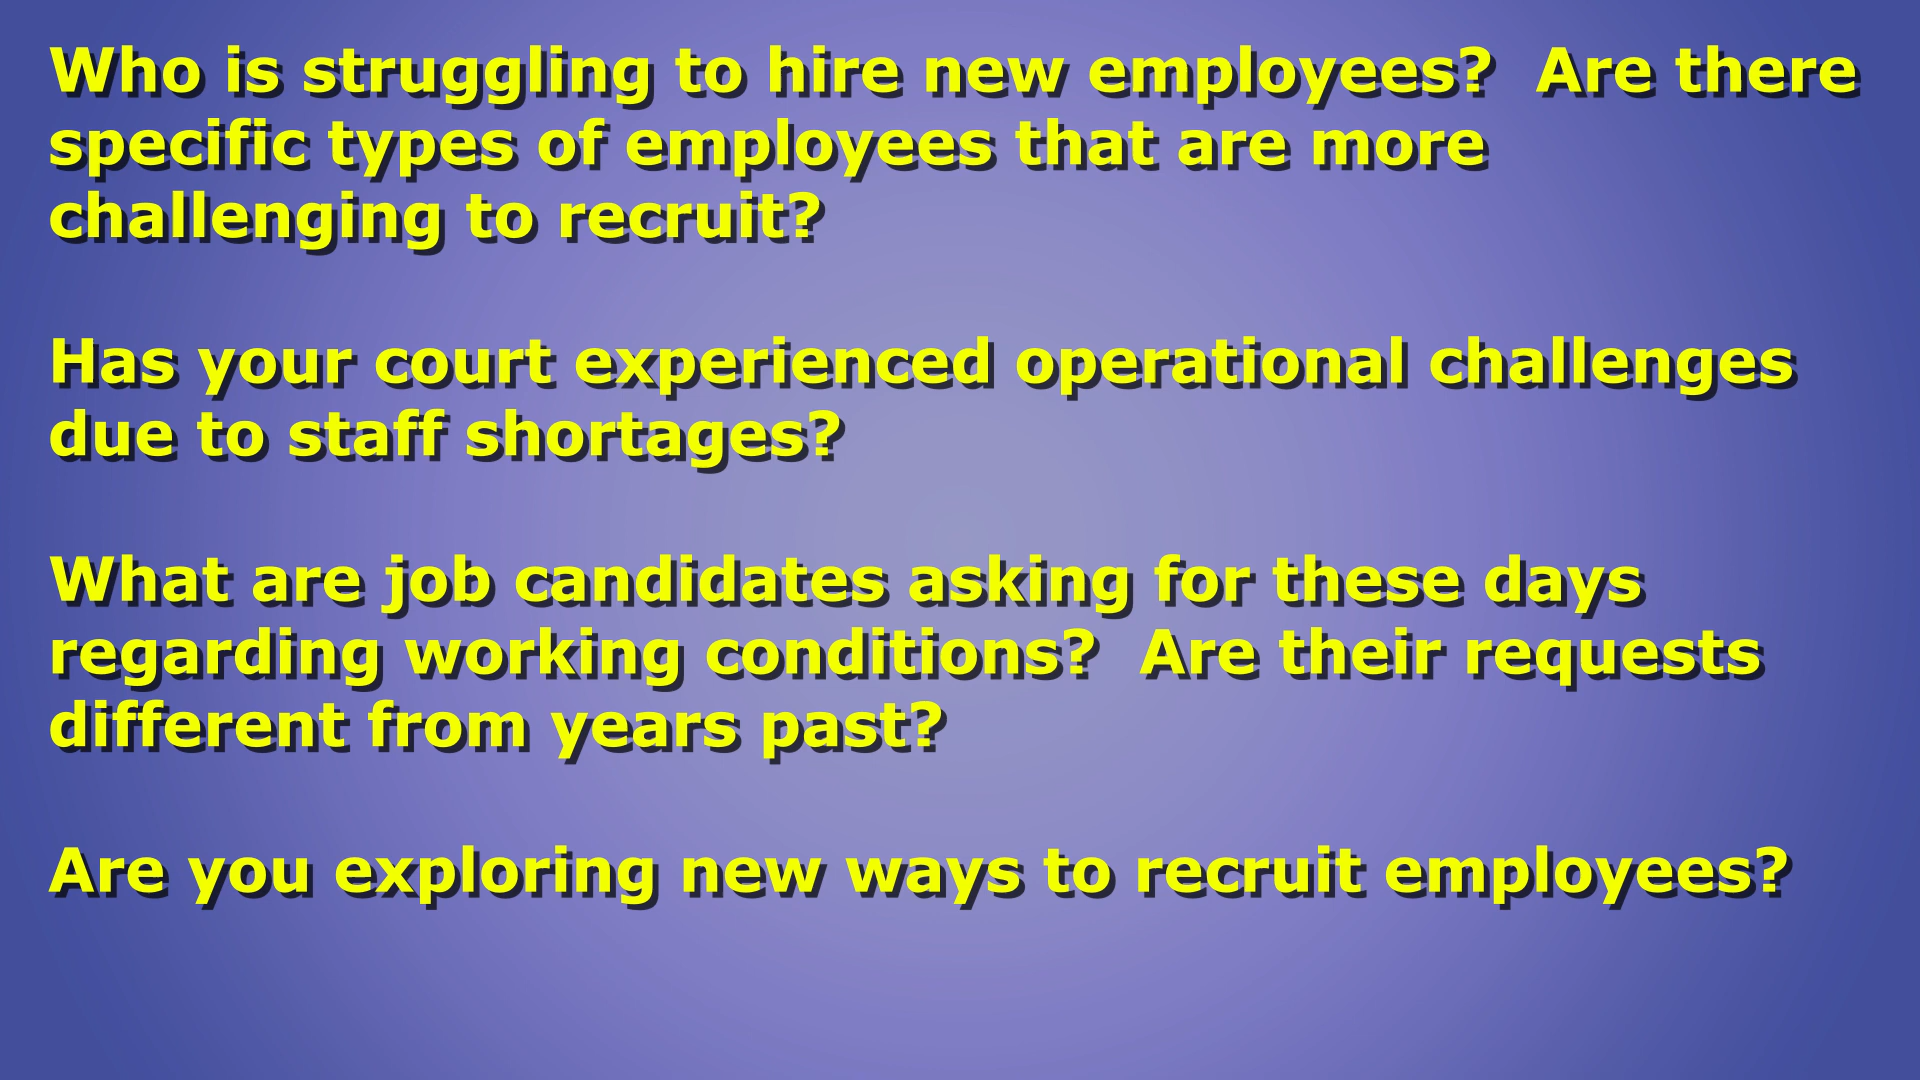 Who is struggling to hire new employees?  Are there
specific types of employees that are more
challenging to recruit?
Has your court experienced operational challenges
due to staff shortages?
What are job candidates asking for these days
regarding working conditions?  Are their requests
different from years past?
Are you exploring new ways to recruit employees?